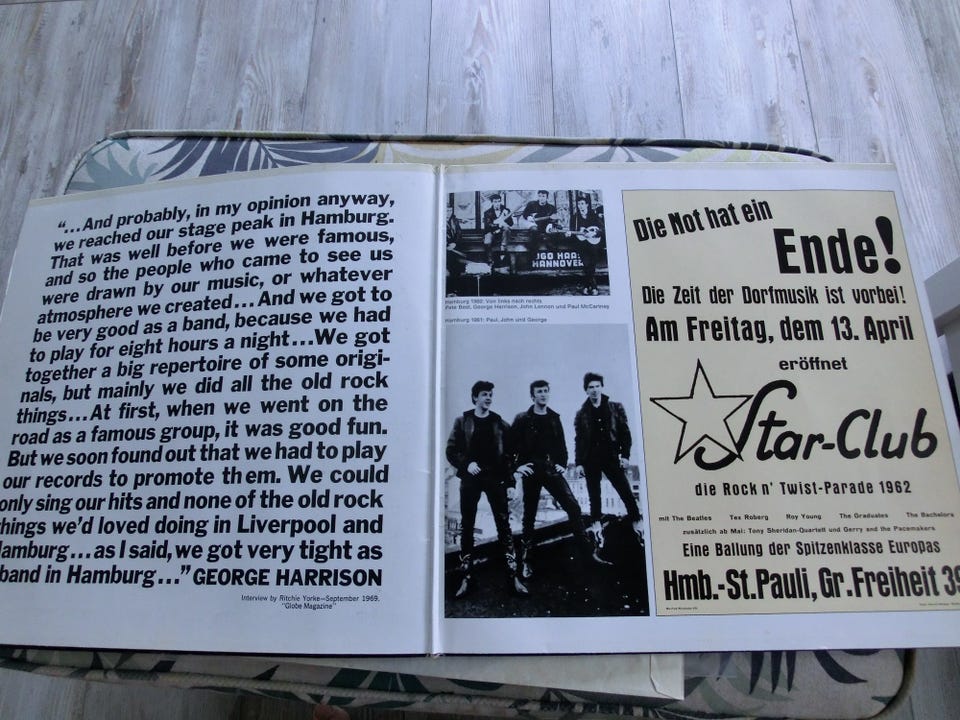 “...And probably, in my opinion anyway,
we reached our stage peak in Hamburg.
That was well before we were famous,
and so the people who came to see us
were drawn by our music, or whatever
atmosphere we created...And we got to
be very good as a band, because we had
to play for eight hours a night...We got
together a big repertoire of some origi-
nals, but mainly we did all the old rock
things...At first, when we went on the
road as a famous group, it was good fun.
But we soon found out that we had to play
our records to promote them. We could
only sing our hits and none of the old rock
things we’d loved doing in Liverpool and
Hamburg...as I said, we got very tight as
band in Hamburg...” GEORGE HARRISON
Interview by Ritchie Yorke—September 1969,
“Globe Magazine”
HANNOVER
Hamburg 1960: Von links nach rechts
Pete Best, George Harrison, John Lennon und Paul McCartney
Hamburg 1961: Paul, John und George
Die Not hat ein
Ende!
Die Zeit der Dorfmusik ist vorbei!
Am Freitag, dem 13. April
eröffnet
Star-Club
die Rock n' Twist-Parade 1962
mit The Beatles Tex Roberg Roy Young The Graduates The Bachelors
zusätzlich ab Mai: Tony Sheridan-Quartett und Gerry and the Pacemakers
Eine Ballung der Spitzenklasse Europas
Hmb.-St. Pauli, Gr. Freiheit 39